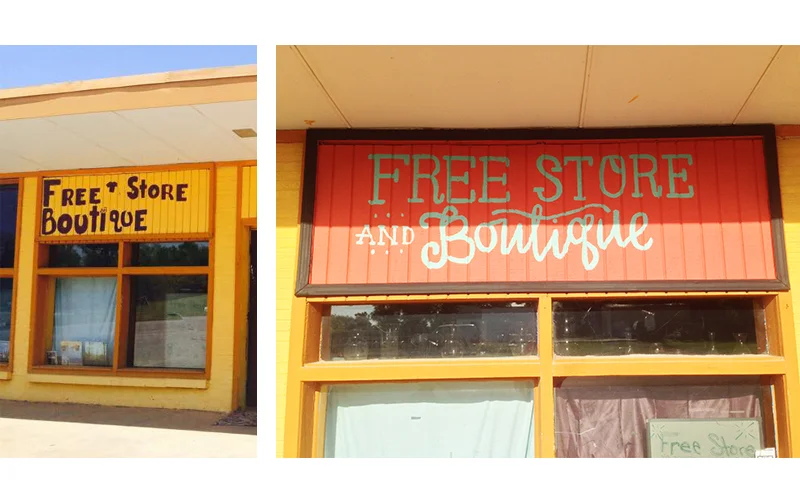 FREE + STORE
BOUTIQUE
FREE STORE
AND Boutique
Free Store